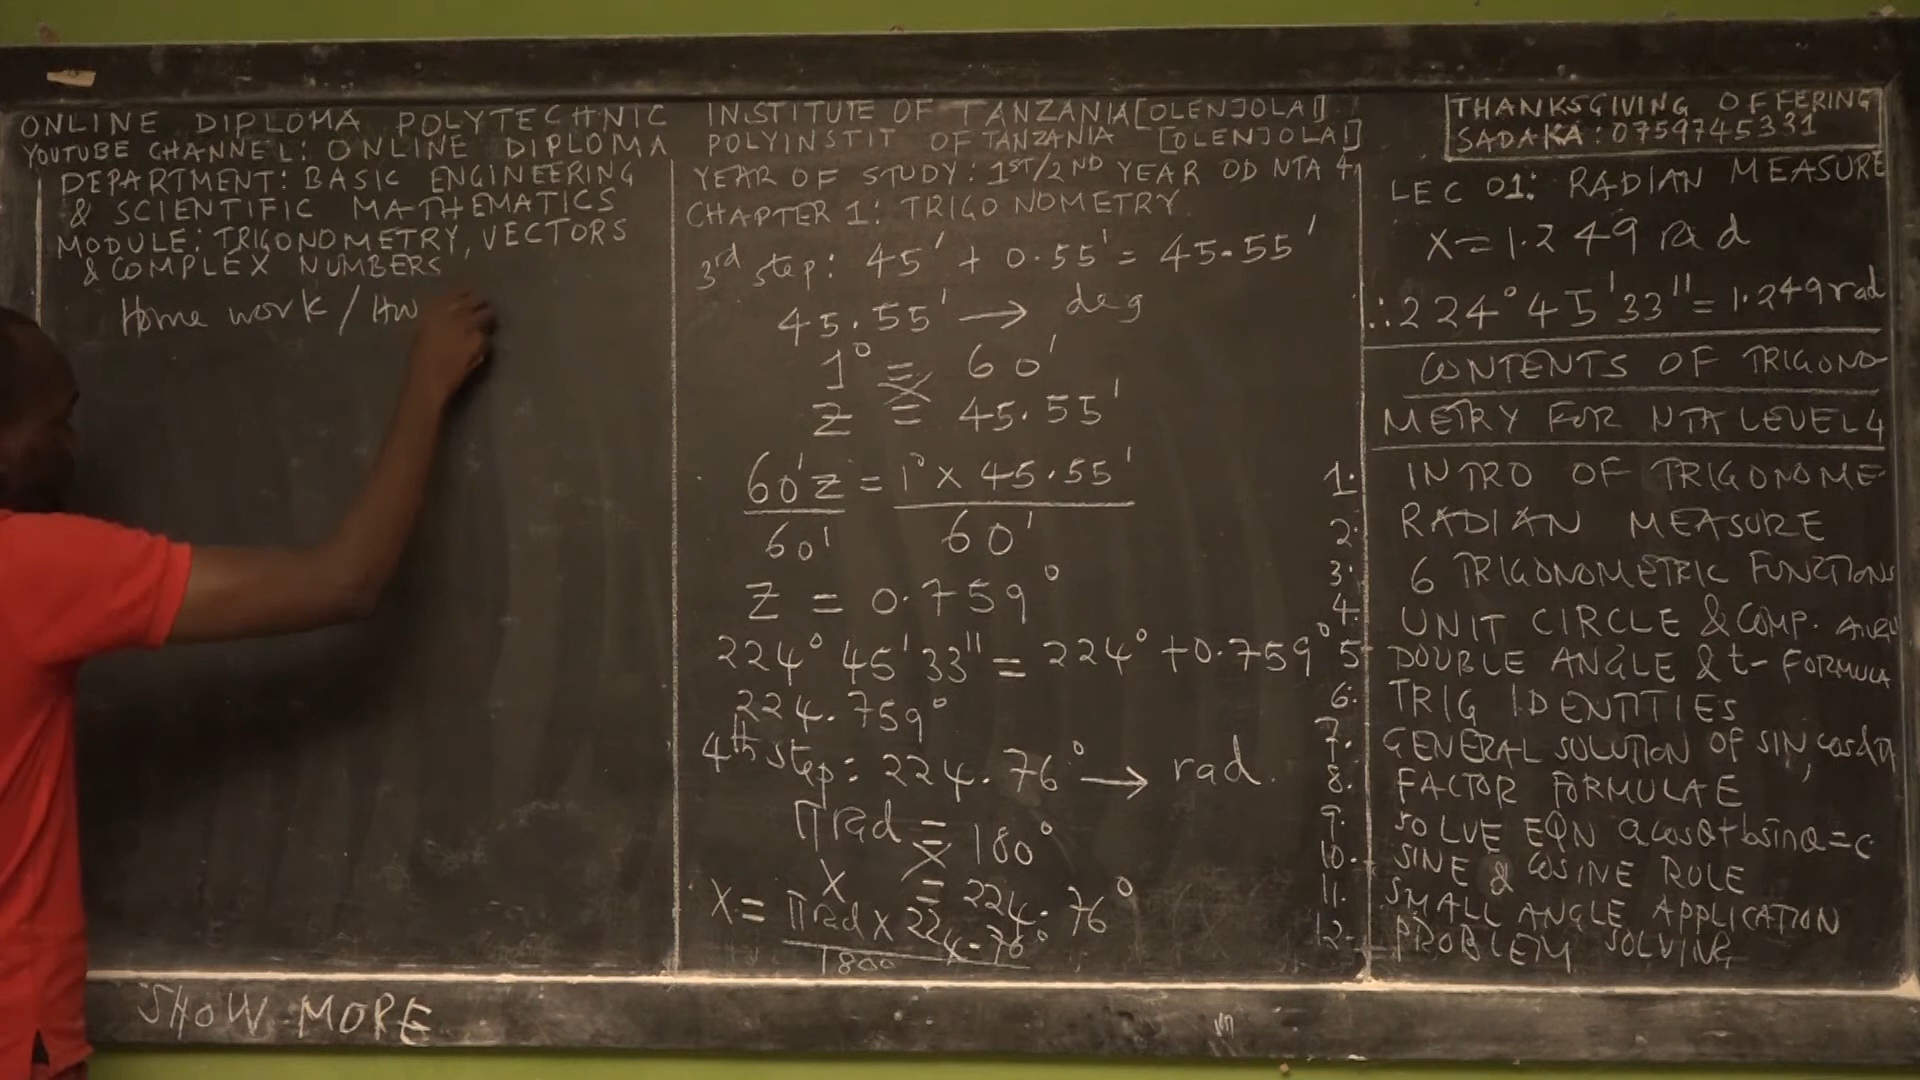 ONLINE DIPLOMA POLYTECHNIC INSTITUTE OF TANZANIA[OLENJOLAI]
YOUTUBE CHANNEL: ONLINE DIPLOMA POLYINSTIT OF TANZANIA [OLENJOLAI]
DEPARTMENT: BASIC ENGINEERING
& SCIENTIFIC MATHEMATICS
MODULE: TRIGONOMETRY, VECTORS
& COMPLEX NUMBERS
Home work / HW
YEAR OF STUDY: 1ST/2ND YEAR OD NTA 4
CHAPTER 1: TRIGONOMETRY
3rd step: 45' + 0.55' = 45.55'
45.55' → deg
1° = 60'
Z = 45.55'
60'Z = 1° × 45.55'
60' 60'
Z = 0.759°
224° 45' 33'' = 224° + 0.759°
224.759°
4th step: 224.76° → rad.
πrad = 180°
X = 224.76°
X = πrad × 224.76°
180°
THANKSGIVING OFFERING
SADAKA: 0759745331
LEC 01: RADIAN MEASURE
X = 1.249 rad
∴ 224° 45' 33'' = 1.249 rad
CONTENTS OF TRIGONO
METRY FOR NTA LEVEL 4
1. INTRO OF TRIGONOME
2. RADIAN MEASURE
3. 6 TRIGONOMETRIC FUNCTIONS
4. UNIT CIRCLE & COMP.
5. DOUBLE ANGLE & t- FORMULA
6. TRIG IDENTITIES
7. GENERAL SOLUTION OF SIN, cos
8. FACTOR FORMULAE
9. SOLVE EQN acosθ+bsinθ=c
10. SINE & COSINE RULE
11. SMALL ANGLE APPLICATION
12. PROBLEM SOLVING
SHOW MORE